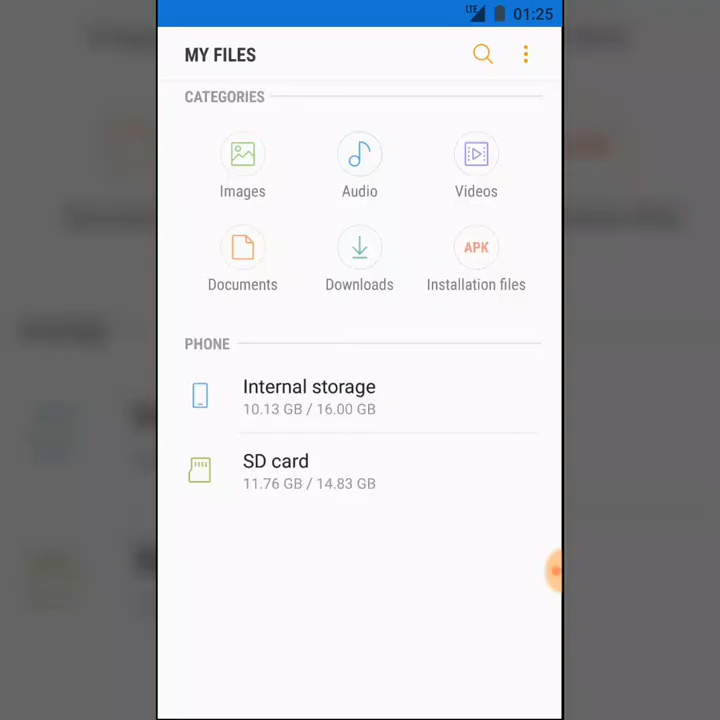 LTE 01:25
MY FILES
CATEGORIES
Images Audio Videos
Documents Downloads APK Installation files
PHONE
Internal storage
10.13 GB / 16.00 GB
SD card
11.76 GB / 14.83 GB